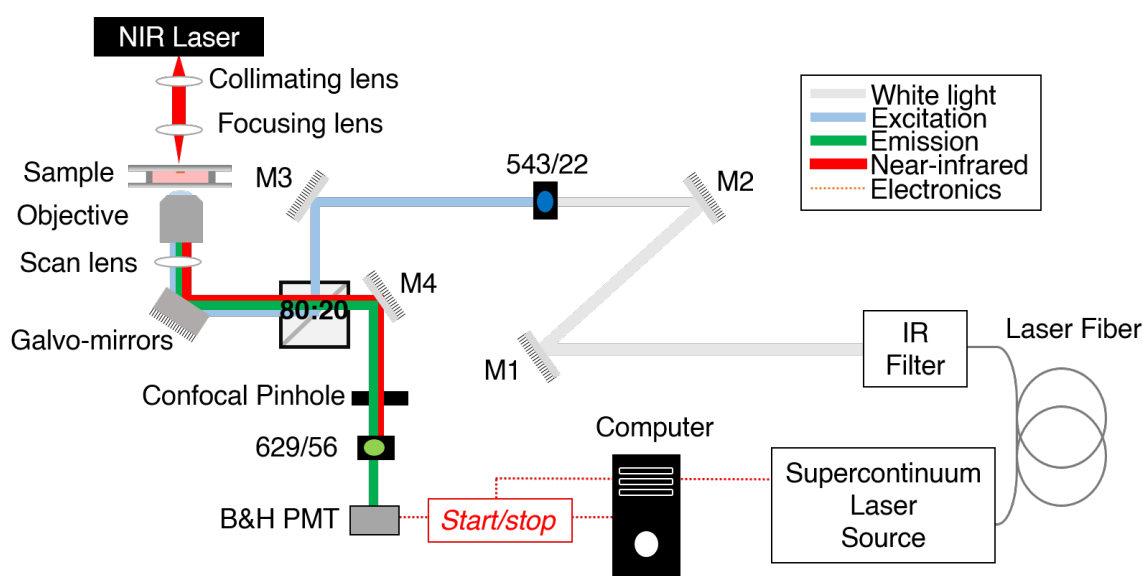 NIR Laser
Collimating lens
Focusing lens
Sample
Objective
Scan lens
Galvo-mirrors
M3
543/22
M2
White light
Excitation
Emission
Near-infrared
Electronics
80:20
M4
M1
IR
Filter
Laser Fiber
Confocal Pinhole
629/56
B&H PMT
Start/stop
Computer
Supercontinuum
Laser
Source